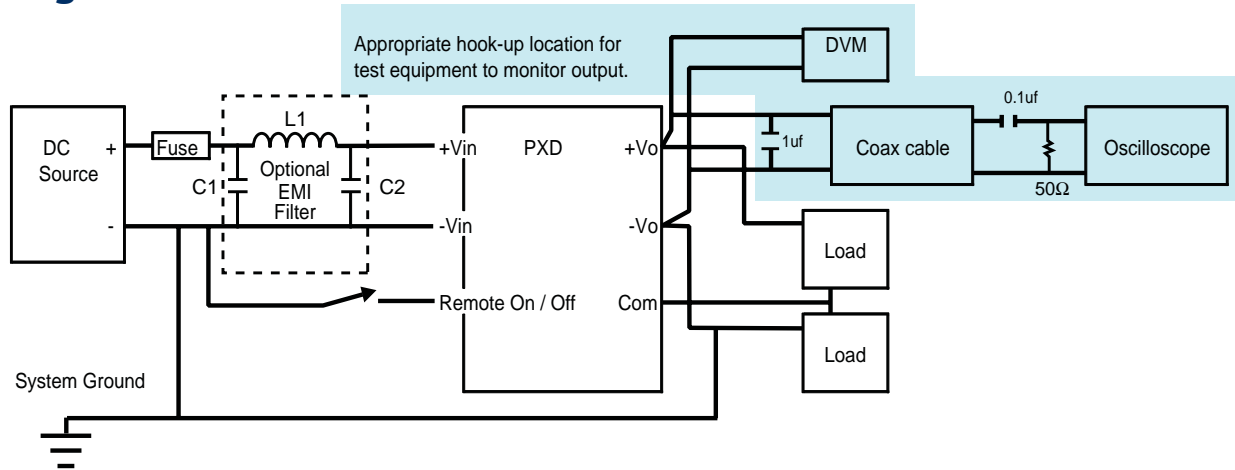 Appropriate hook-up location for
test equipment to monitor output.
DVM
DC
Source
+
-
Fuse
L1
C1
Optional
EMI
Filter
C2
+Vin
PXD
+Vo
1uf
Coax cable
0.1uf
50Ω
Oscilloscope
-Vin
-Vo
Load
Remote On / Off
Com
Load
System Ground